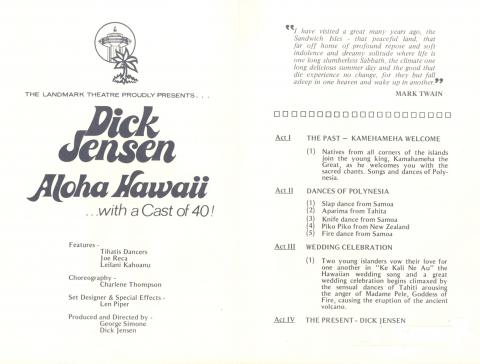 THE LANDMARK THEATRE PROUDLY PRESENTS . . .
Dick
Jensen
Aloha Hawaii
...with a Cast of 40!
Features -
Tihatis Dancers
Joe Reca
Leilani Kahoanu
Choreography -
Charlene Thompson
Set Designer & Special Effects -
Len Piper
Produced and Directed by -
George Simone
Dick Jensen
"I have visited a great many years ago, the
Sandwich Isles - that peaceful land, that
far off home of profound repose and soft
indolence and dreamy solitude where life is
one long slumberless Sabbath, the climate one
long delicious summer day and the good that
die experience no change, for they but fall
asleep in one heaven and wake up in another."
MARK TWAIN
Act I THE PAST - KAMEHAMEHA WELCOME
(1) Natives from all corners of the islands
join the young king, Kamahameha the
Great, as he welcomes you with the
sacred chants. Songs and dances of Poly-
nesia.
Act II DANCES OF POLYNESIA
(1) Slap dance from Samoa
(2) Aparima from Tahita
(3) Knife dance from Samoa
(4) Piko Piko from New Zealand
(5) Fire dance from Samoa
Act III WEDDING CELEBRATION
(1) Two young islanders vow their love for
one another in "Ke Kali Ne Au" the
Hawaiian wedding song and a great
wedding celebration begins climaxed by
the sensual dances of Tahiti arousing
the anger of Madame Pele, Goddess of
Fire, causing the eruption of the ancient
volcano.
Act IV THE PRESENT - DICK JENSEN